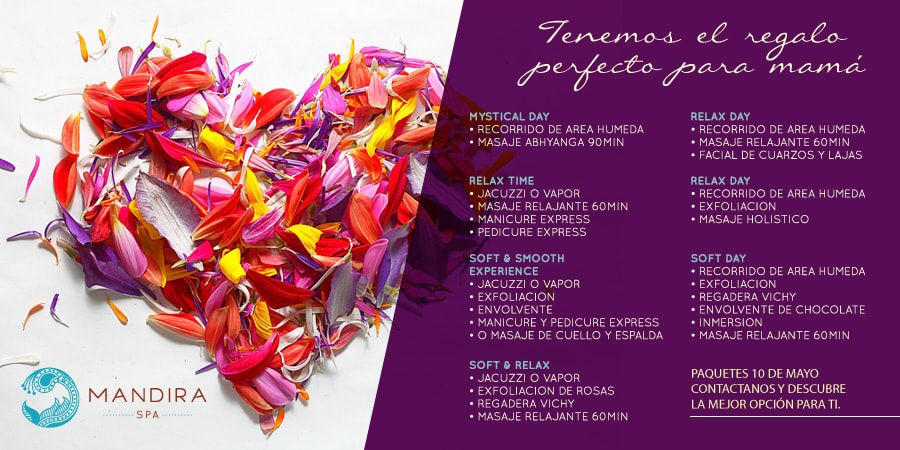 Tenemos el regalo
perfecto para mamá
MYSTICAL DAY
• RECORRIDO DE AREA HUMEDA
• MASAJE ABHYANGA 90MIN
RELAX TIME
• JACUZZI O VAPOR
• MASAJE RELAJANTE 60MIN
• MANICURE EXPRESS
• PEDICURE EXPRESS
SOFT & SMOOTH
EXPERIENCE
• JACUZZI O VAPOR
• EXFOLIACION
• ENVOLVENTE
• MANICURE Y PEDICURE EXPRESS
• O MASAJE DE CUELLO Y ESPALDA
SOFT & RELAX
• JACUZZI O VAPOR
• EXFOLIACION DE ROSAS
• REGADERA VICHY
• MASAJE RELAJANTE 60MIN
RELAX DAY
• RECORRIDO DE AREA HUMEDA
• MASAJE RELAJANTE 60MIN
• FACIAL DE CUARZOS Y LAJAS
RELAX DAY
• RECORRIDO DE AREA HUMEDA
• EXFOLIACION
• MASAJE HOLISTICO
SOFT DAY
• RECORRIDO DE AREA HUMEDA
• EXFOLIACION
• REGADERA VICHY
• ENVOLVENTE DE CHOCOLATE
• INMERSION
• MASAJE RELAJANTE 60MIN
PAQUETES 10 DE MAYO
CONTACTANOS Y DESCUBRE
LA MEJOR OPCIÓN PARA TI.
MANDIRA
SPA